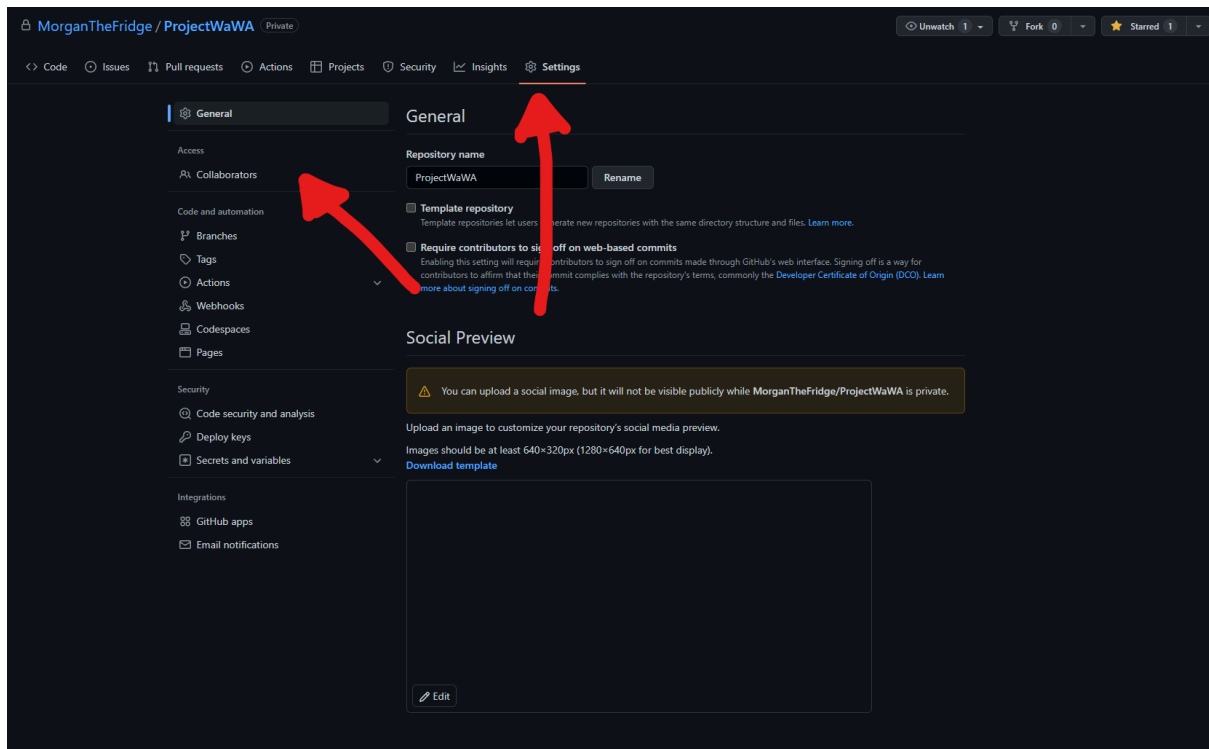 MorganTheFridge / ProjectWaWA Private
Unwatch 1 Fork 0 Starred 1
Code Issues Pull requests Actions Projects Security Insights Settings
General
Access
Collaborators
Code and automation
Branches
Tags
Actions
Webhooks
Codespaces
Pages
Security
Code security and analysis
Deploy keys
Secrets and variables
Integrations
GitHub apps
Email notifications
General
Repository name
ProjectWaWA Rename
Template repository
Template repositories let users generate new repositories with the same directory structure and files. Learn more.
Require contributors to sign off on web-based commits
Enabling this setting will require contributors to sign off on commits made through GitHub's web interface. Signing off is a way for
contributors to affirm that their commit complies with the repository's terms, commonly the Developer Certificate of Origin (DCO). Learn
more about signing off on commits.
Social Preview
You can upload a social image, but it will not be visible publicly while MorganTheFridge/ProjectWaWA is private.
Upload an image to customize your repository's social media preview.
Images should be at least 640×320px (1280×640px for best display).
Download template
Edit